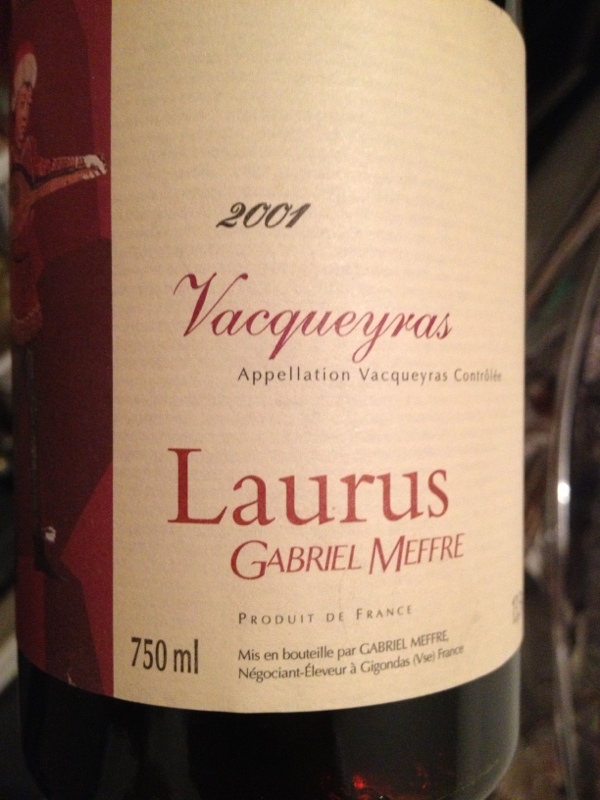 2001
Vacqueyras
Appellation Vacqueyras Contrôlée
Laurus
GABRIEL MEFFRE
PRODUIT DE FRANCE
750 ml
Mis en bouteille par GABRIEL MEFFRE,
Négociant-Éleveur à Gigondas (Vse) France